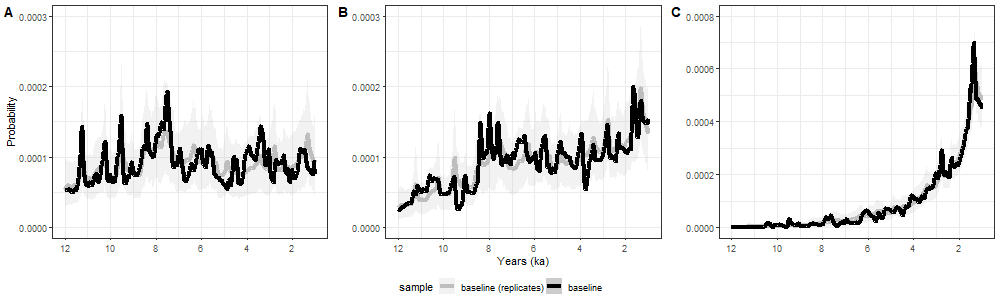 A
B
C
0.0003
0.0002
0.0001
0.0000
Probability
12 10 8 6 4 2
0.0003
0.0002
0.0001
0.0000
12 10 8 6 4 2
Years (ka)
0.0008
0.0006
0.0004
0.0002
0.0000
12 10 8 6 4 2
sample baseline (replicates) baseline